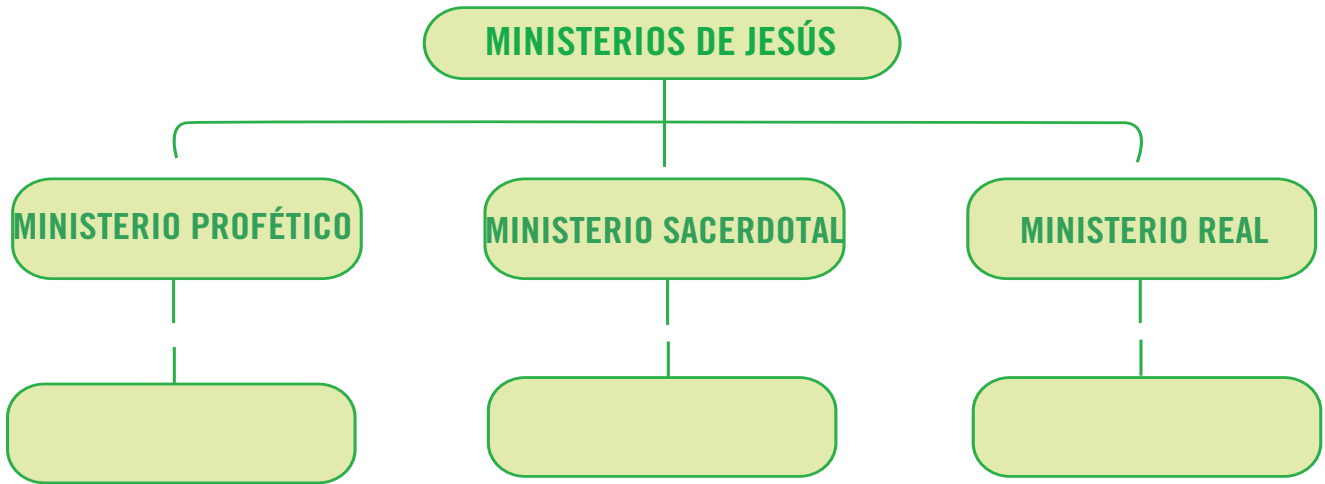 MINISTERIOS DE JESÚS
MINISTERIO PROFÉTICO
MINISTERIO SACERDOTAL
MINISTERIO REAL